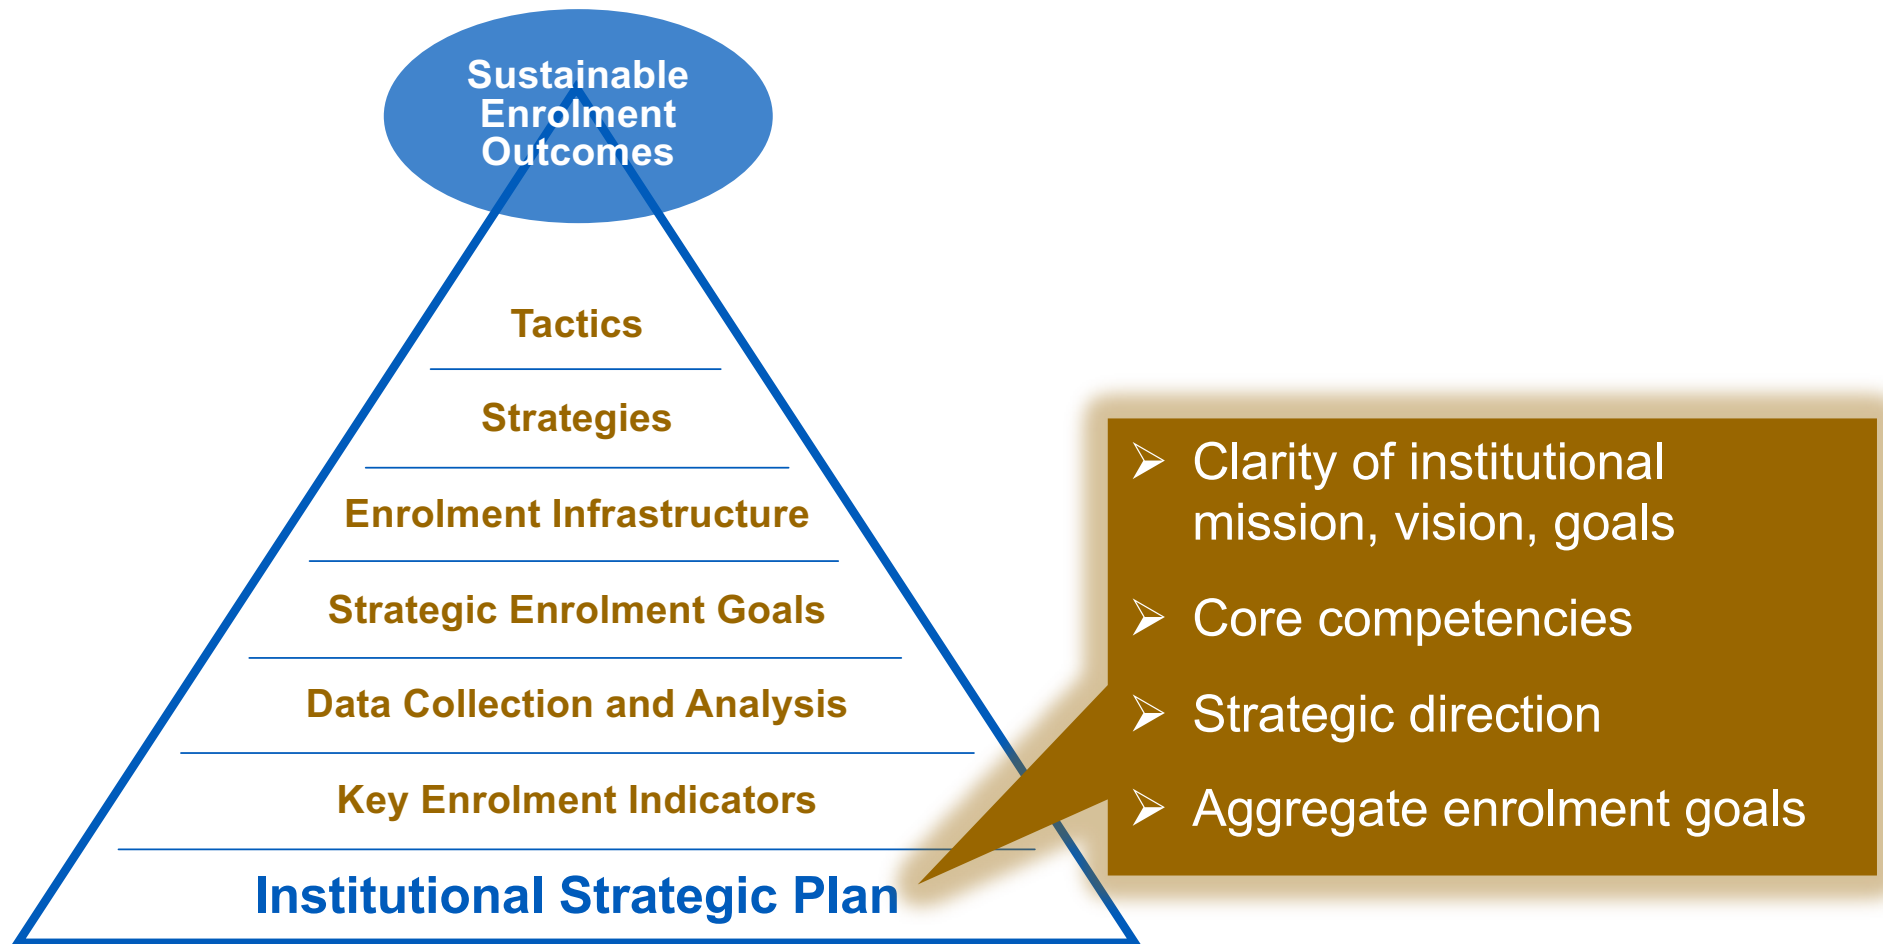 Sustainable
Enrolment
Outcomes
Tactics
Strategies
Enrolment Infrastructure
Strategic Enrolment Goals
Data Collection and Analysis
Key Enrolment Indicators
Institutional Strategic Plan
➢ Clarity of institutional
mission, vision, goals
➢ Core competencies
➢ Strategic direction
➢ Aggregate enrolment goals